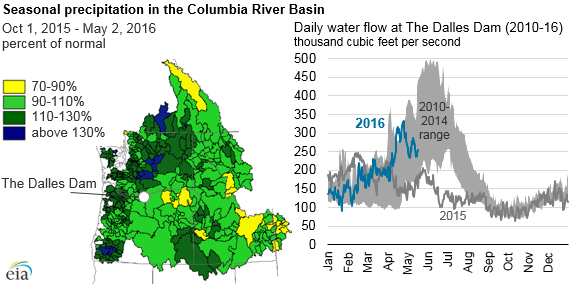 Seasonal precipitation in the Columbia River Basin
Oct 1, 2015 - May 2, 2016
percent of normal
70-90%
90-110%
110-130%
above 130%
The Dalles Dam
eia
Daily water flow at The Dalles Dam (2010-16)
thousand cubic feet per second
500
450
400
350
300
250
200
150
100
50
0
2016
2010-
2014
range
2015
Jan
Feb
Mar
Apr
May
Jun
Jul
Aug
Sep
Oct
Nov
Dec